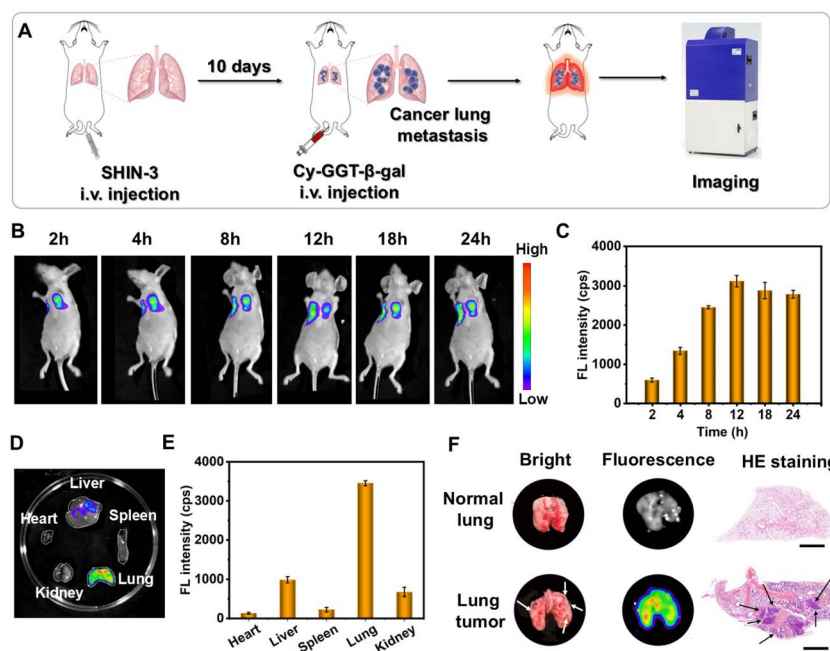 A
10 days
Cancer lung
metastasis
SHIN-3
i.v. injection
Cy-GGT-β-gal
i.v. injection
Imaging
B
2h 4h 8h 12h 18h 24h
High
Low
C
FL intensity (cps)
4000
3000
2000
1000
0
2 4 8 12 18 24
Time (h)
D
Liver
Heart
Spleen
Kidney
Lung
E
FL intensity (cps)
4000
3000
2000
1000
0
Heart Liver Spleen Lung Kidney
F
Bright Fluorescence HE staining
Normal
lung
Lung
tumor